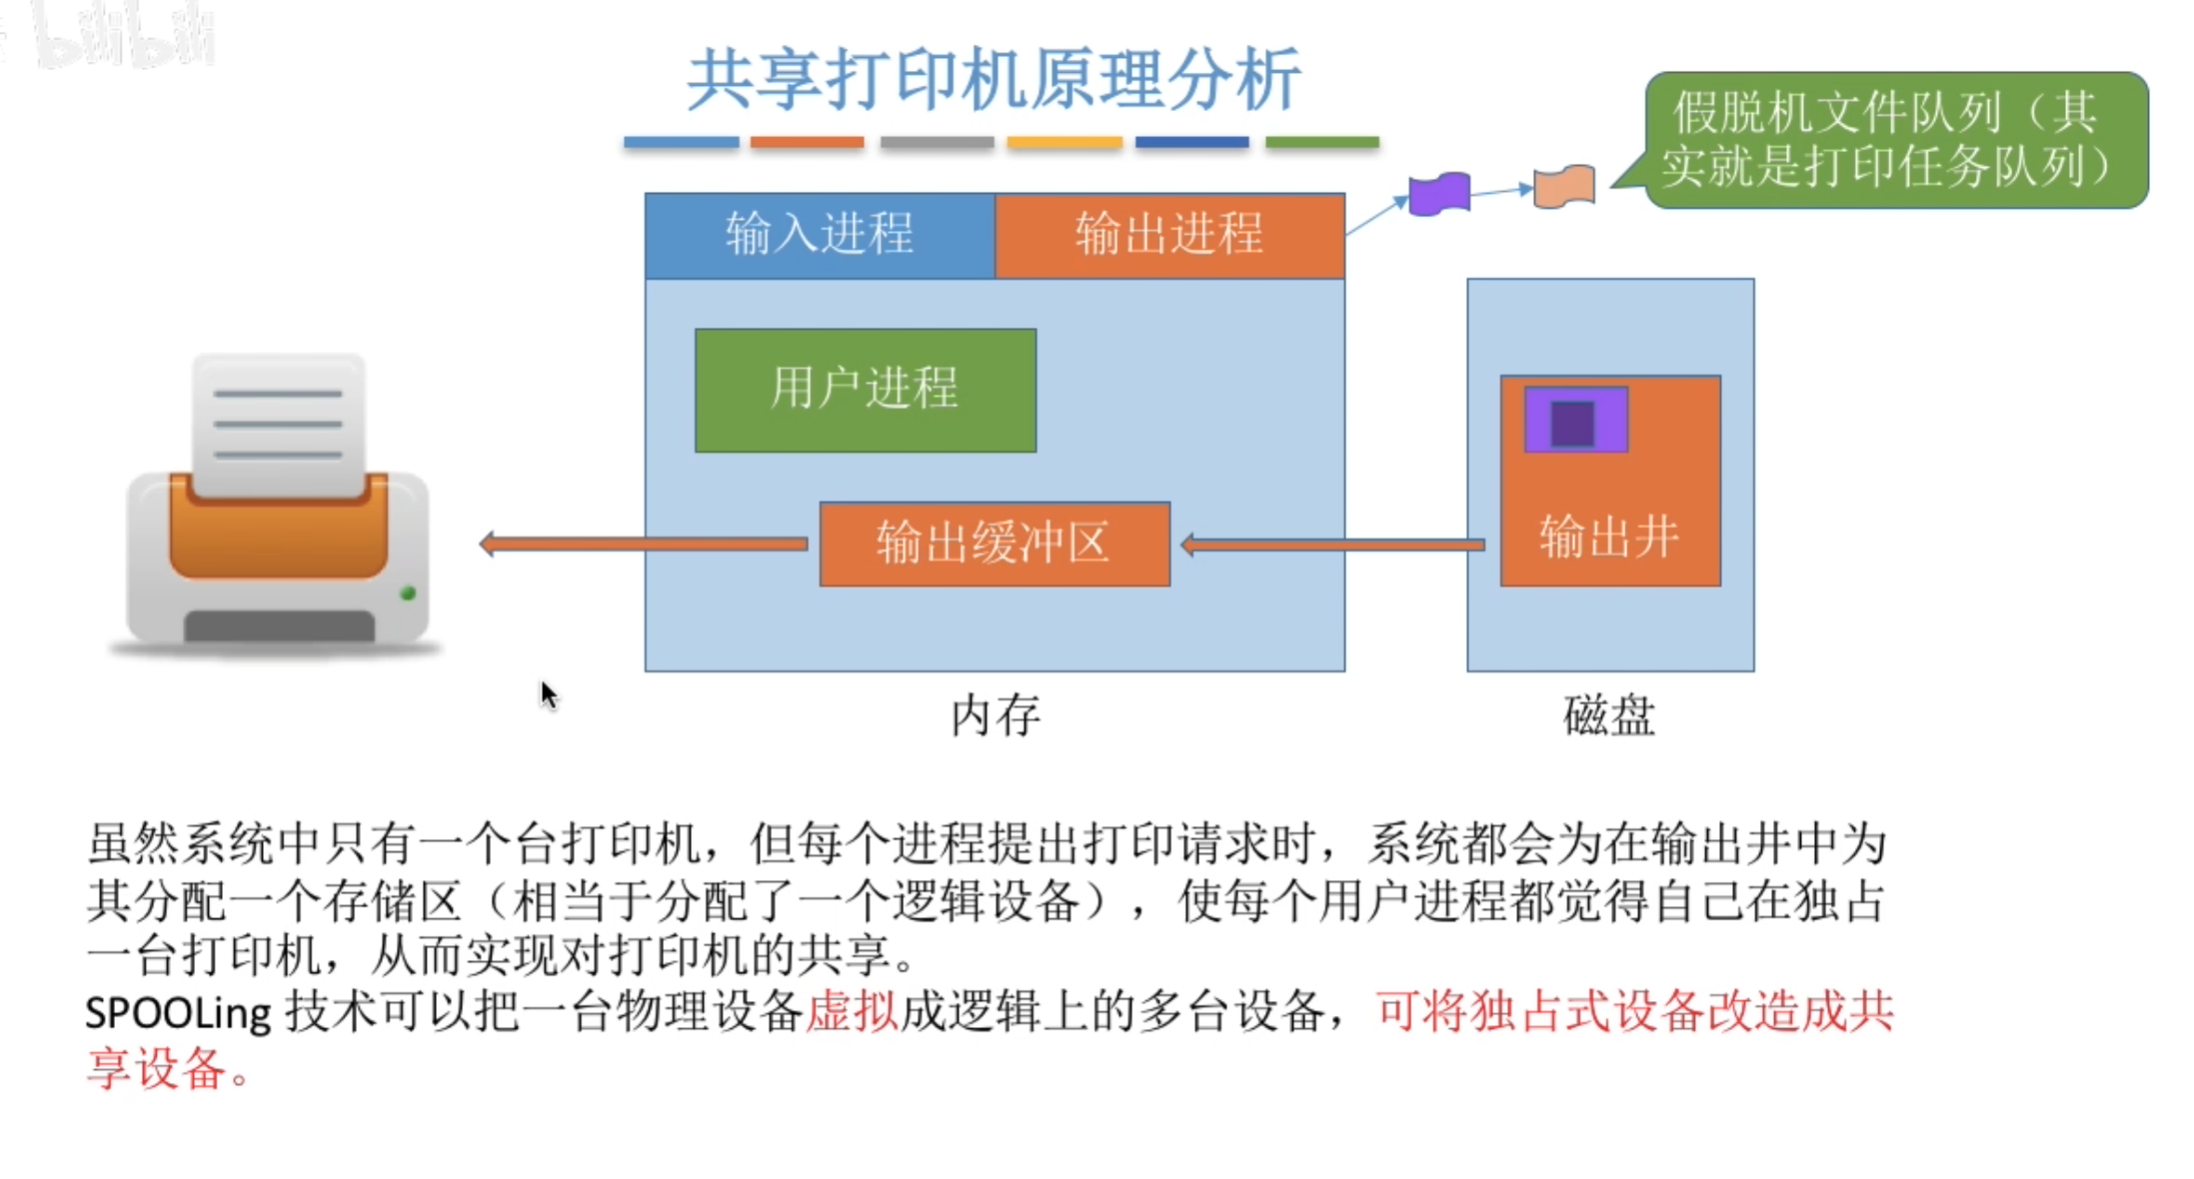 bilibili
共享打印机原理分析
假脱机文件队列（其
实就是打印任务队列）
输入进程
输出进程
用户进程
输出缓冲区
输出井
内存
磁盘
虽然系统中只有一个台打印机，但每个进程提出打印请求时，系统都会为在输出井中为
其分配一个存储区（相当于分配了一个逻辑设备），使每个用户进程都觉得自己在独占
一台打印机，从而实现对打印机的共享。
SPOOLing 技术可以把一台物理设备虚拟成逻辑上的多台设备，可将独占式设备改造成共
享设备。